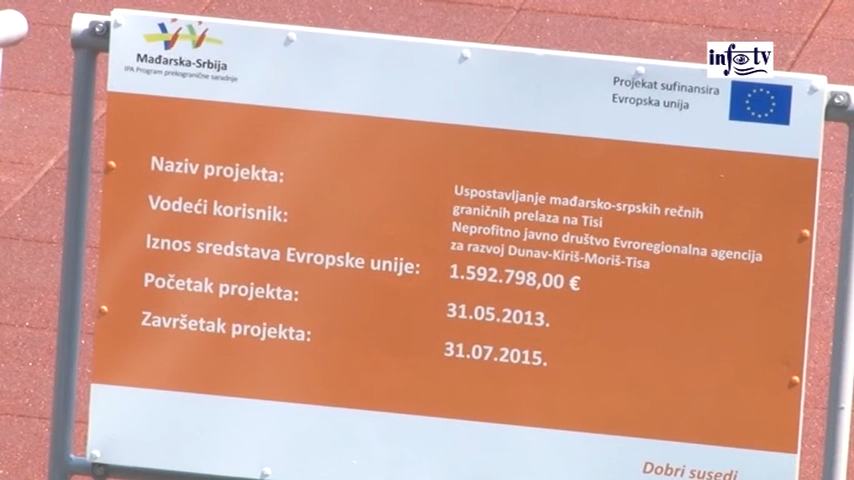 Mađarska-Srbija
IPA Program prekogranične saradnje
infotv
Projekat sufinansira
Evropska unija
Naziv projekta:
Uspostavljanje mađarsko-srpskih rečnih
graničnih prelaza na Tisi
Vodeći korisnik:
Neprofitno javno društvo Evroregionalna agencija
za razvoj Dunav-Kiriš-Moriš-Tisa
Iznos sredstava Evropske unije:
1.592.798,00 €
Početak projekta:
31.05.2013.
Završetak projekta:
31.07.2015.
Dobri susedi